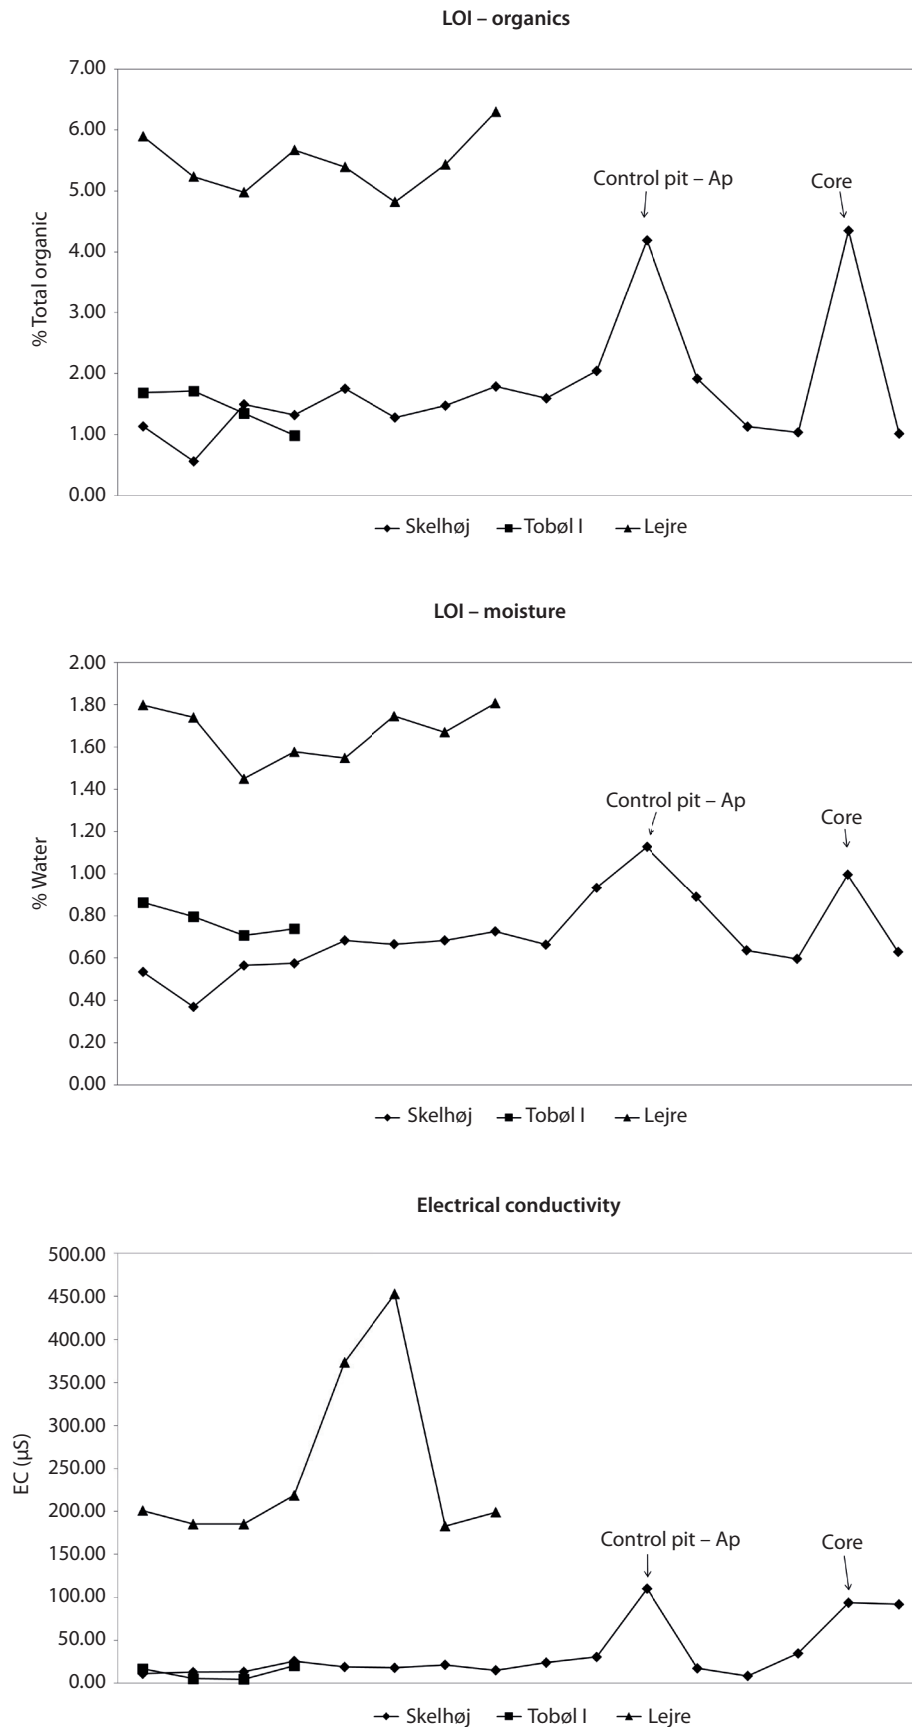 LOI – organics
7.00
6.00
5.00
4.00
3.00
2.00
1.00
0.00
% Total organic
Control pit – Ap
Core
Skelhøj Tobøl I Lejre
LOI – moisture
2.00
1.80
1.60
1.40
1.20
1.00
0.80
0.60
0.40
0.20
0.00
% Water
Control pit – Ap
Core
Skelhøj Tobøl I Lejre
Electrical conductivity
500.00
450.00
400.00
350.00
300.00
250.00
200.00
150.00
100.00
50.00
0.00
EC (µS)
Control pit – Ap
Core
Skelhøj Tobøl I Lejre